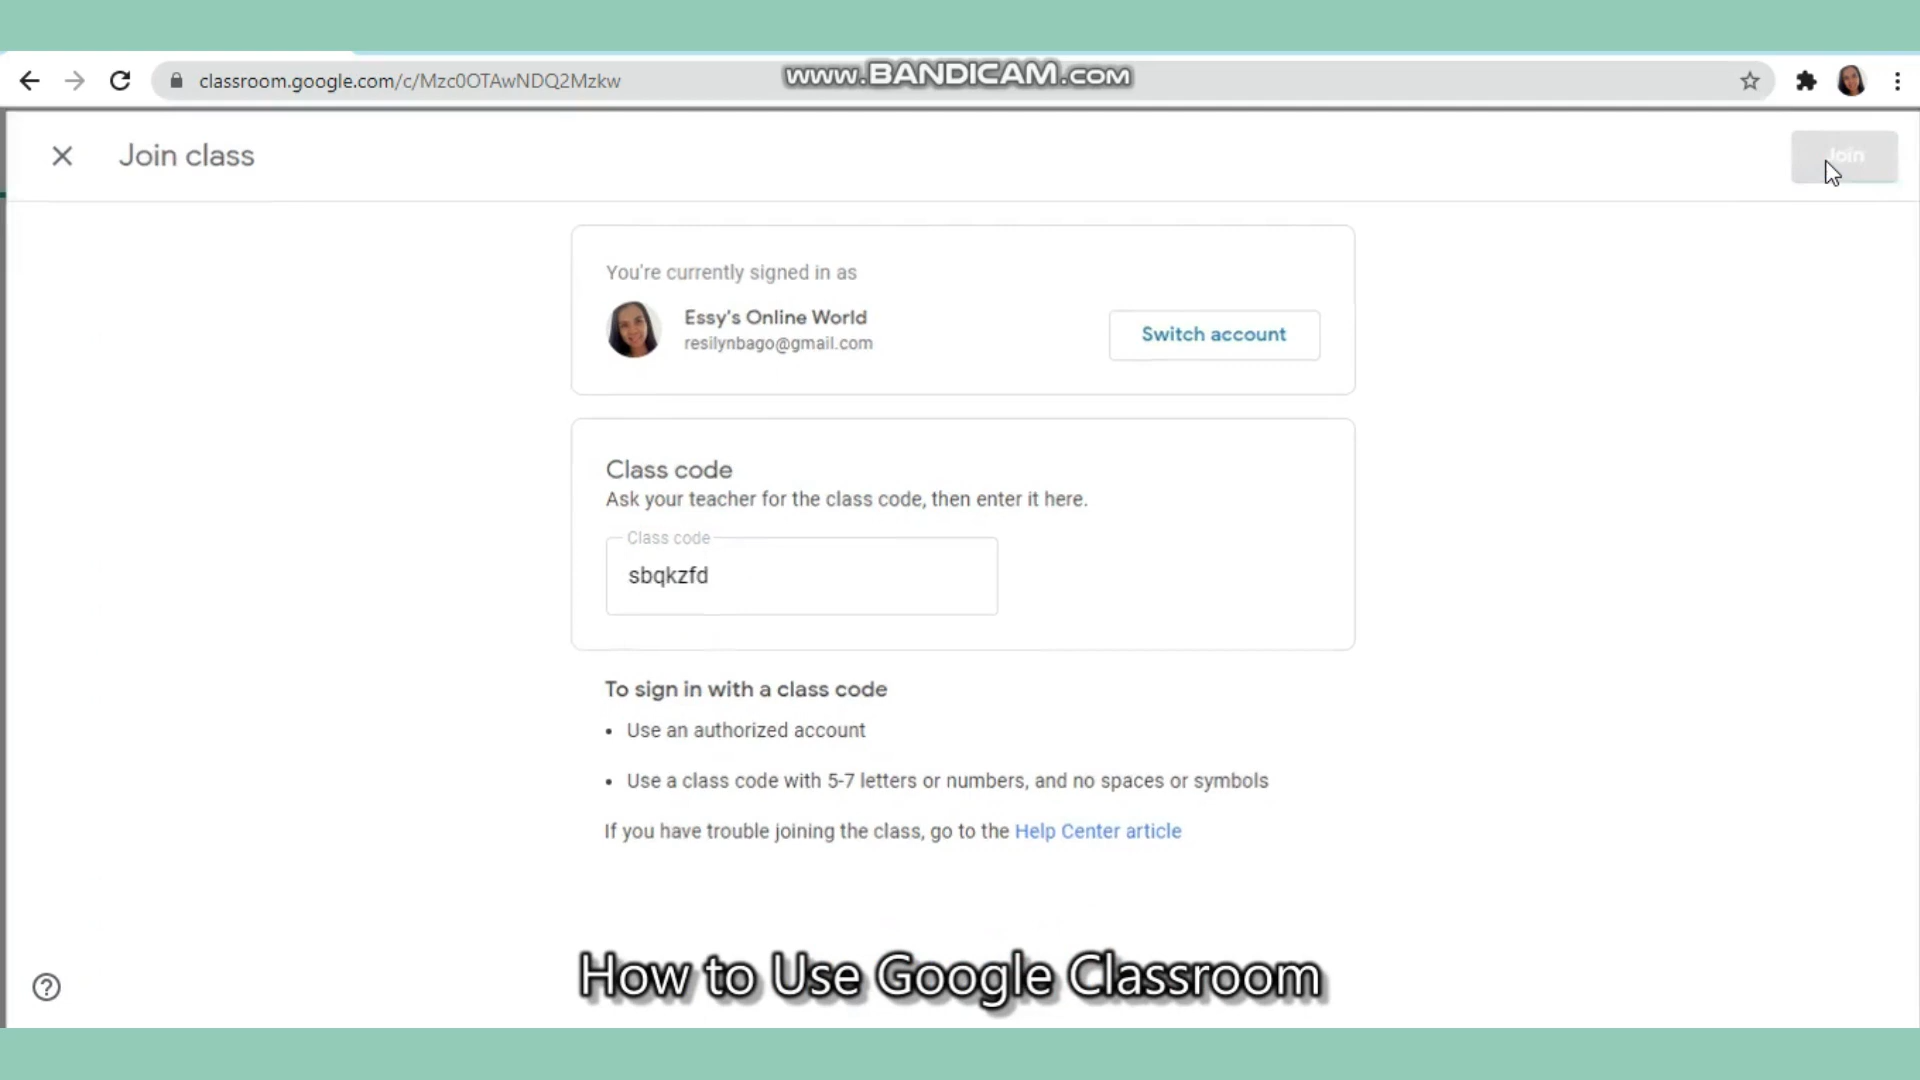 classroom.google.com/c/Mzc0OTAwNDQ2Mzkw
www.BANDICAM.com
Join class
Join
You're currently signed in as
Essy's Online World
resilynbago@gmail.com
Switch account
Class code
Ask your teacher for the class code, then enter it here.
Class code
sbqkzfd
To sign in with a class code
• Use an authorized account
• Use a class code with 5-7 letters or numbers, and no spaces or symbols
If you have trouble joining the class, go to the Help Center article
How to Use Google Classroom